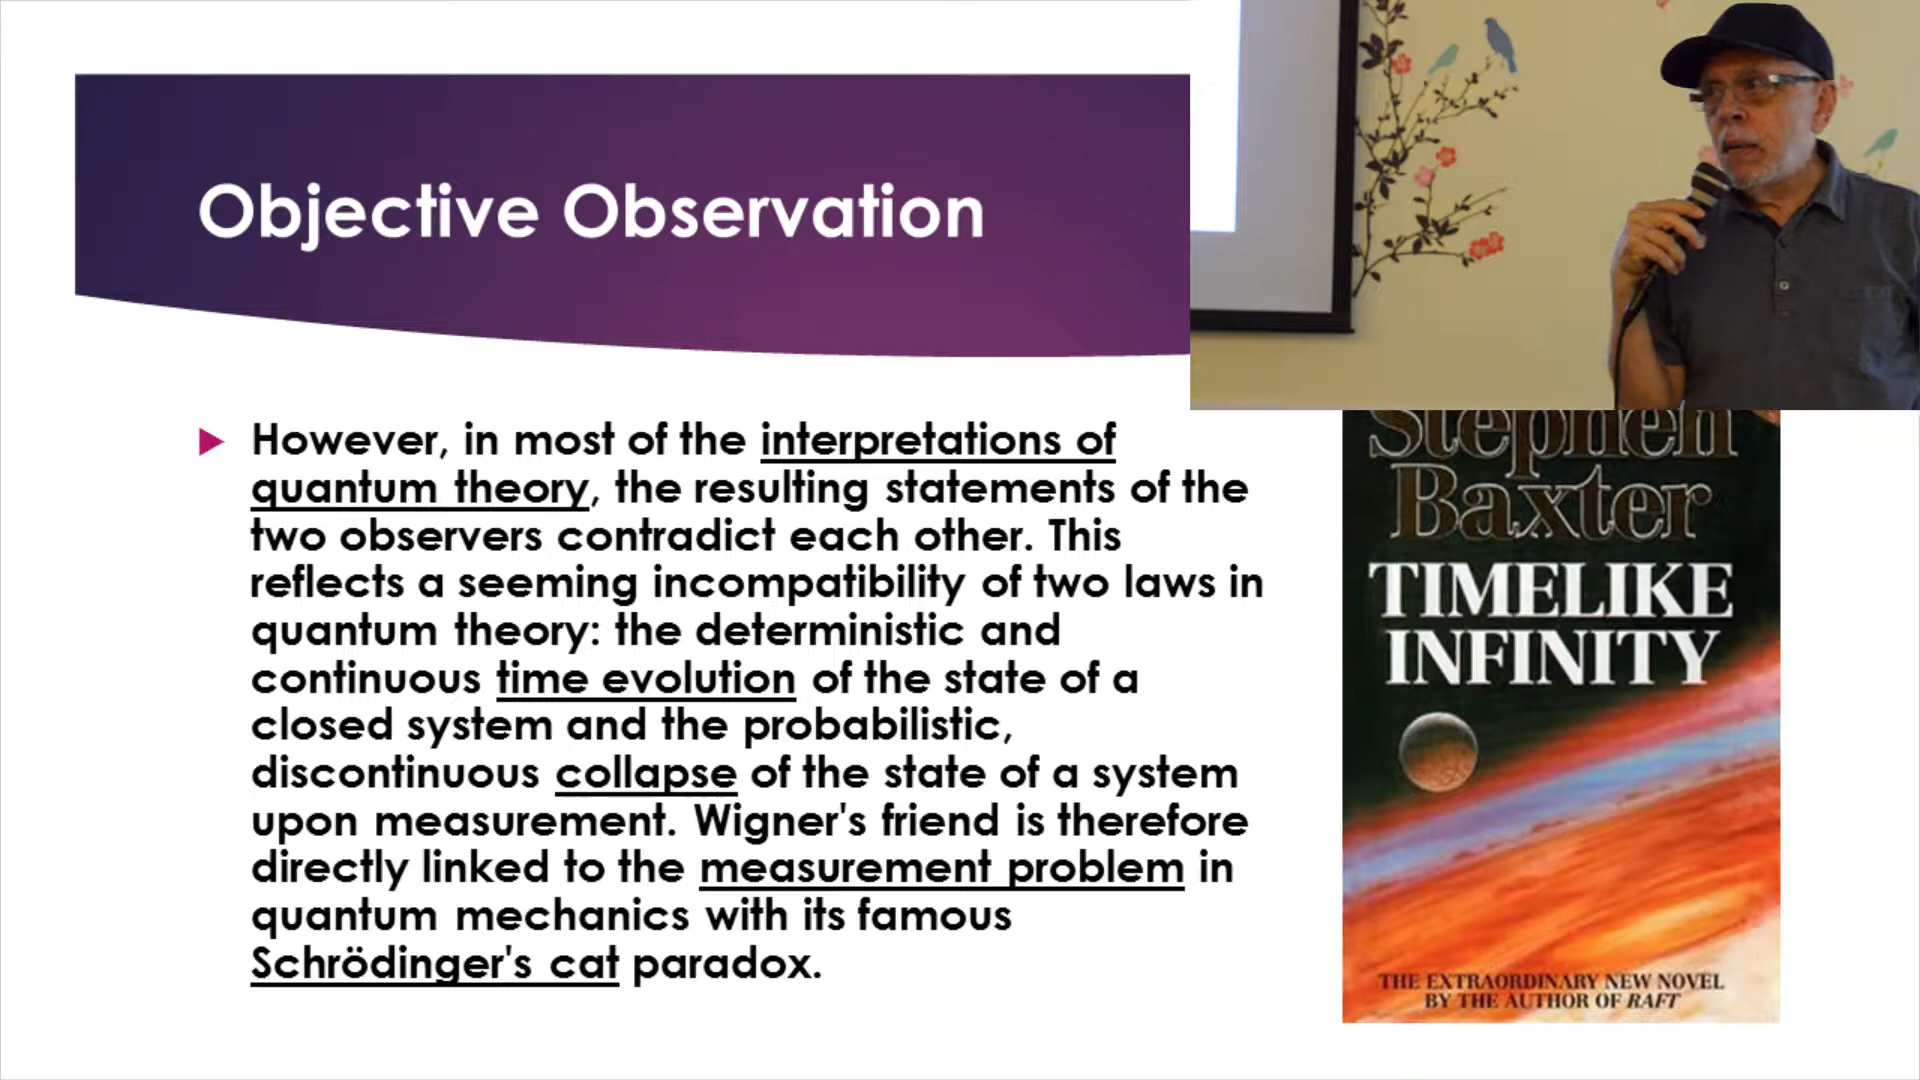 Objective Observation
However, in most of the interpretations of
quantum theory, the resulting statements of the
two observers contradict each other. This
reflects a seeming incompatibility of two laws in
quantum theory: the deterministic and
continuous time evolution of the state of a
closed system and the probabilistic,
discontinuous collapse of the state of a system
upon measurement. Wigner's friend is therefore
directly linked to the measurement problem in
quantum mechanics with its famous
Schrödinger's cat paradox.
Stephen
Baxter
TIMELIKE
INFINITY
THE EXTRAORDINARY NEW NOVEL
BY THE AUTHOR OF RAFT